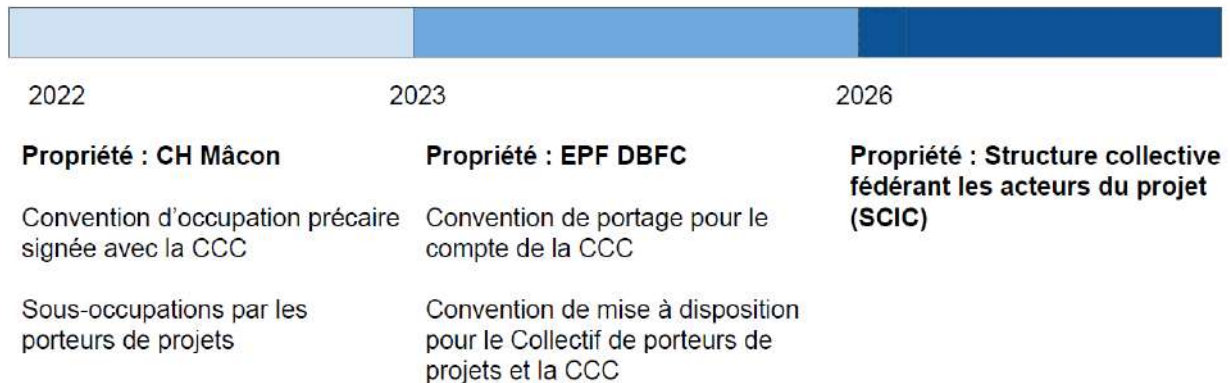 2022
2023
2026
Propriété : CH Mâcon
Convention d'occupation précaire
signée avec la CCC
Sous-occupations par les
porteurs de projets
Propriété : EPF DBFC
Convention de portage pour le
compte de la CCC
Convention de mise à disposition
pour le Collectif de porteurs de
projets et la CCC
Propriété : Structure collective
fédérant les acteurs du projet
(SCIC)